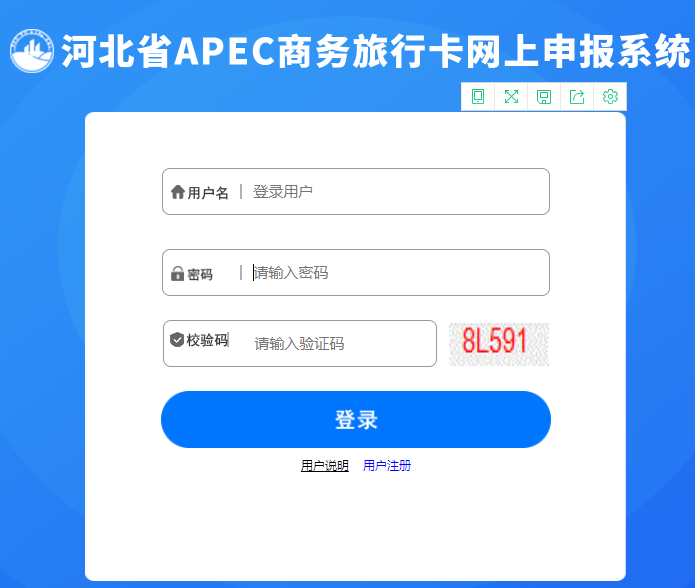 河北省APEC商务旅行卡网上申报系统
用户名 | 登录用户
密码 | 请输入密码
校验码 | 请输入验证码 8L591
登录
用户说明 用户注册